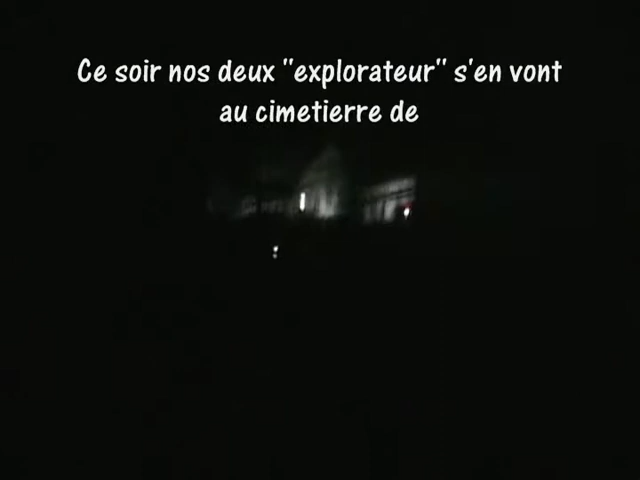 Ce soir nos deux "explorateur" s'en vont
au cimetierre de